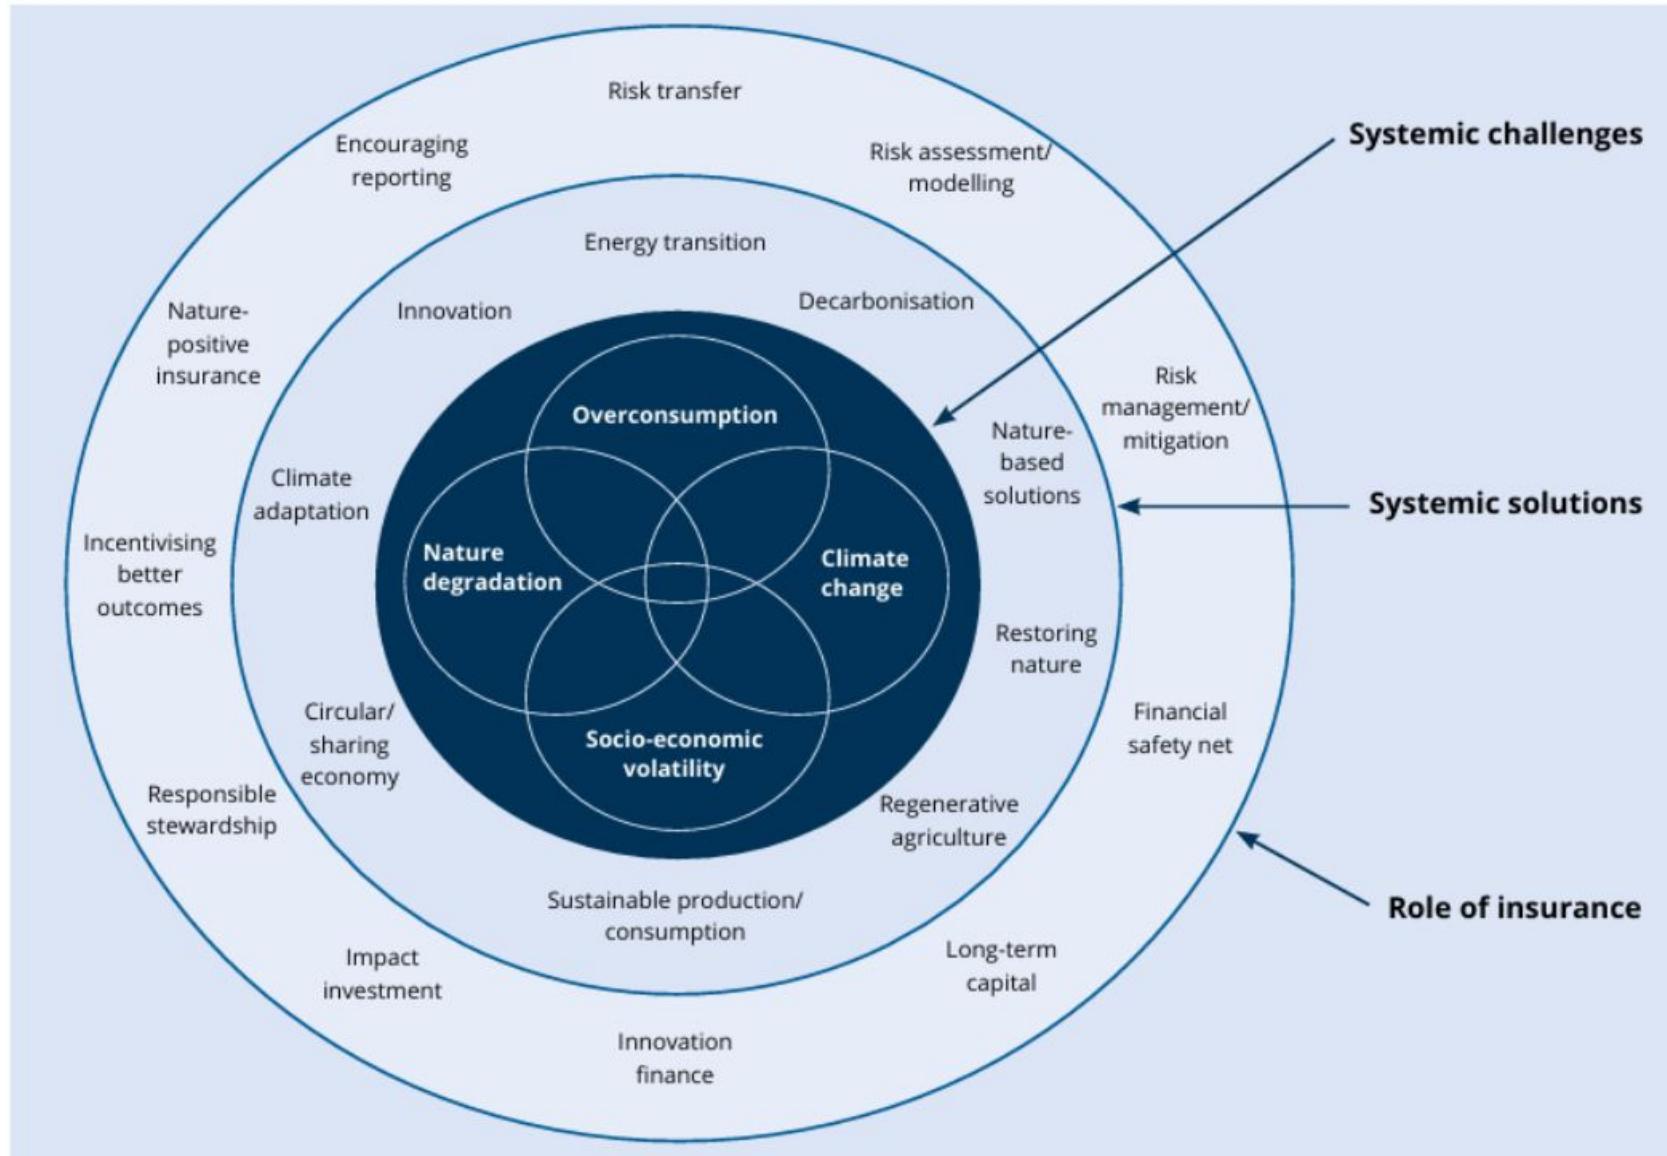 Risk transfer
Encouraging
reporting
Risk assessment/
modelling
Systemic challenges
Energy transition
Innovation
Decarbonisation
Nature-
positive
insurance
Risk
management/
mitigation
Overconsumption
Nature-
based
solutions
Climate
adaptation
Systemic solutions
Incentivising
better
outcomes
Nature
degradation
Climate
change
Restoring
nature
Circular/
sharing
economy
Socio-economic
volatility
Financial
safety net
Responsible
stewardship
Regenerative
agriculture
Role of insurance
Sustainable production/
consumption
Impact
investment
Long-term
capital
Innovation
finance